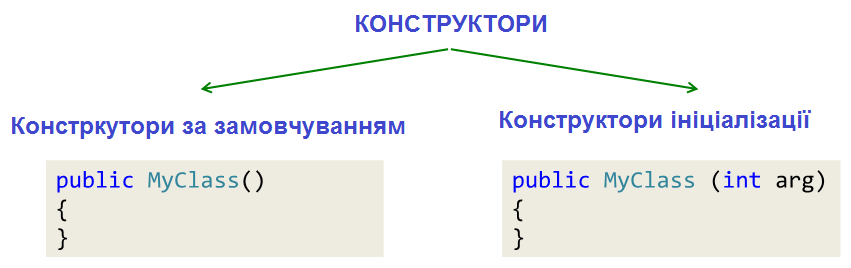 КОНСТРУКТОРИ
Констркутори за замовчуванням
Конструктори ініціалізації
public MyClass()
{
}
public MyClass (int arg)
{
}